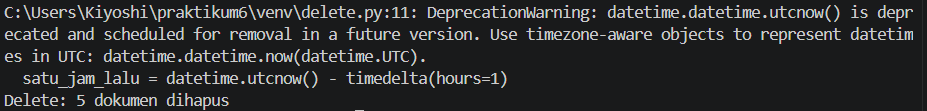 C:\Users\Kiyoshi\praktikum6\venv\delete.py:11: DeprecationWarning: datetime.datetime.utcnow() is depr
ecated and scheduled for removal in a future version. Use timezone-aware objects to represent datetim
es in UTC: datetime.datetime.now(datetime.UTC).
  satu_jam_lalu = datetime.utcnow() - timedelta(hours=1)
Delete: 5 dokumen dihapus